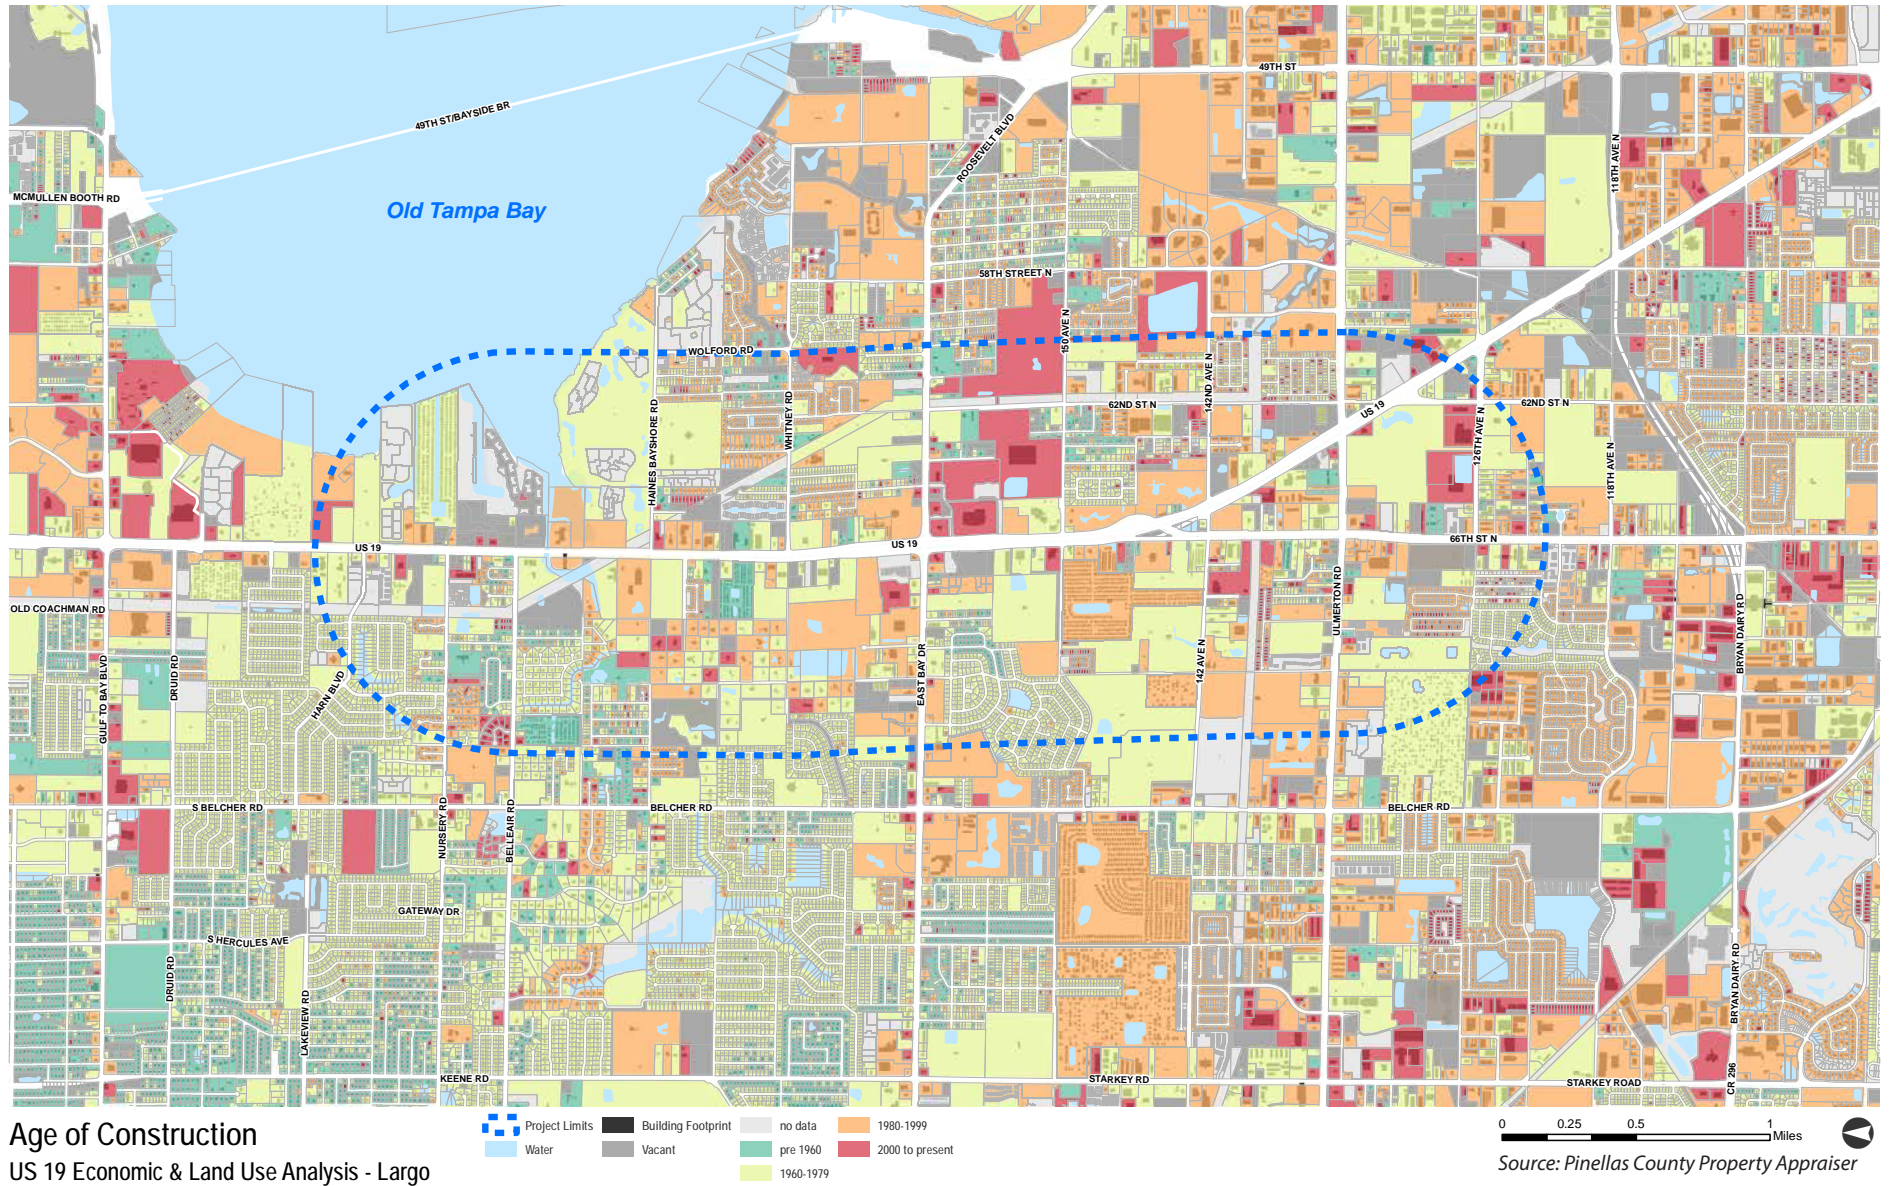 49TH ST
49TH ST/BAYSIDE BR
ROOSEVELT BLVD
118TH AVE N
MCMULLEN BOOTH RD
Old Tampa Bay
58TH STREET N
150 AVE N
WOLFORD RD
142ND AVE N
62ND ST N
US 19
62ND ST N
HAINES BAYSHORE RD
WHITNEY RD
126TH AVE N
118TH AVE N
US 19
US 19
66TH ST N
OLD COACHMAN RD
ULMERTON RD
BRYAN DAIRY RD
GULF TO BAY BLVD
DRUID RD
HARN BLVD
EAST BAY DR
142 AVE N
S BELCHER RD
BELCHER RD
BELCHER RD
NURSERY RD
BELLEAIR RD
GATEWAY DR
S HERCULES AVE
DRUID RD
LAKEVIEW RD
BRYAN DAIRY RD
KEENE RD
STARKEY RD
STARKEY ROAD
CR 296
Age of Construction
US 19 Economic & Land Use Analysis - Largo
Project Limits
Water
Building Footprint
Vacant
no data
pre 1960
1960-1979
1980-1999
2000 to present
0 0.25 0.5 1
Miles
Source: Pinellas County Property Appraiser